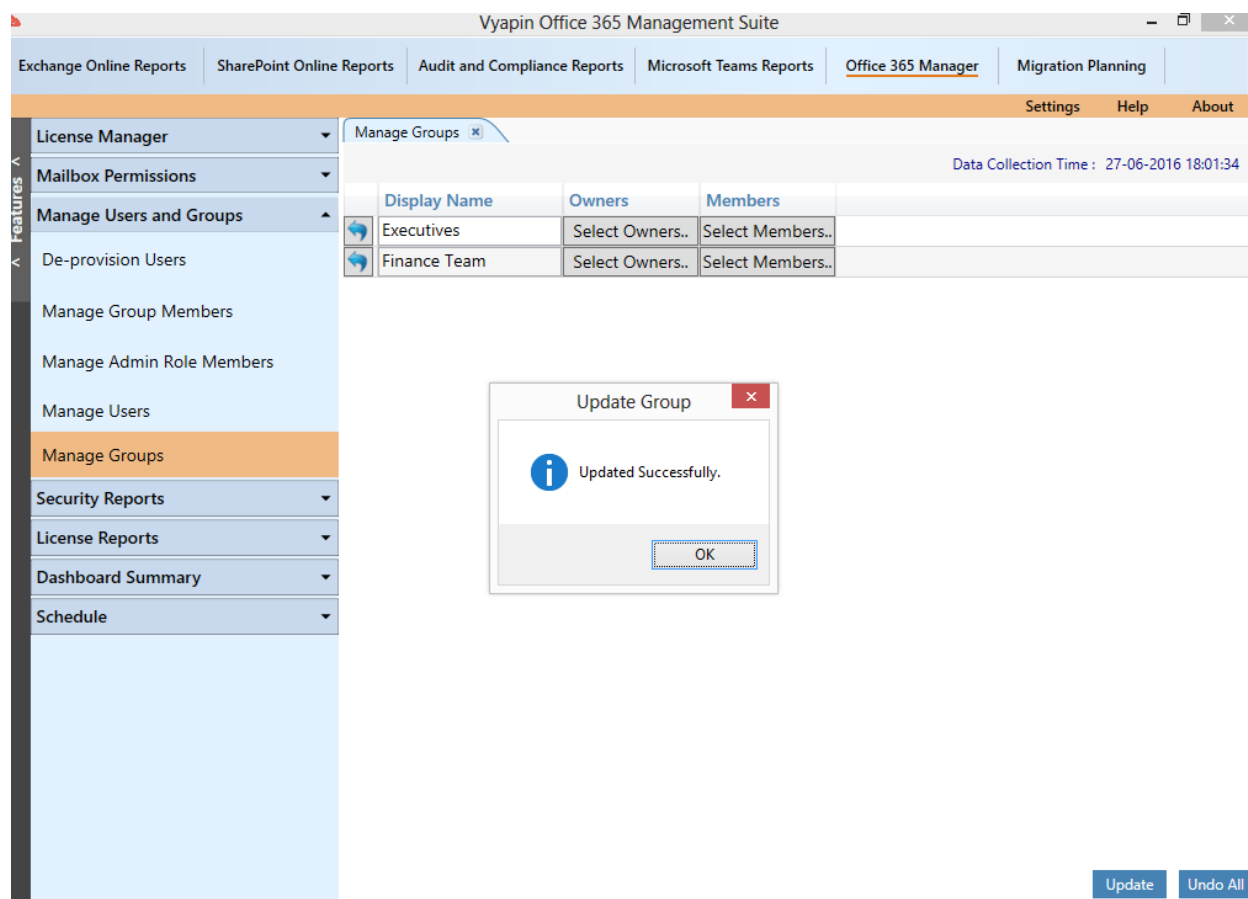 Vyapin Office 365 Management Suite
Exchange Online Reports SharePoint Online Reports Audit and Compliance Reports Microsoft Teams Reports Office 365 Manager Migration Planning
Settings Help About
< Features <
License Manager
Mailbox Permissions
Manage Users and Groups
De-provision Users
Manage Group Members
Manage Admin Role Members
Manage Users
Manage Groups
Security Reports
License Reports
Dashboard Summary
Schedule
Manage Groups
Data Collection Time : 27-06-2016 18:01:34
Display Name Owners Members
Executives Select Owners.. Select Members..
Finance Team Select Owners.. Select Members..
Update Group
Updated Successfully.
OK
Update Undo All